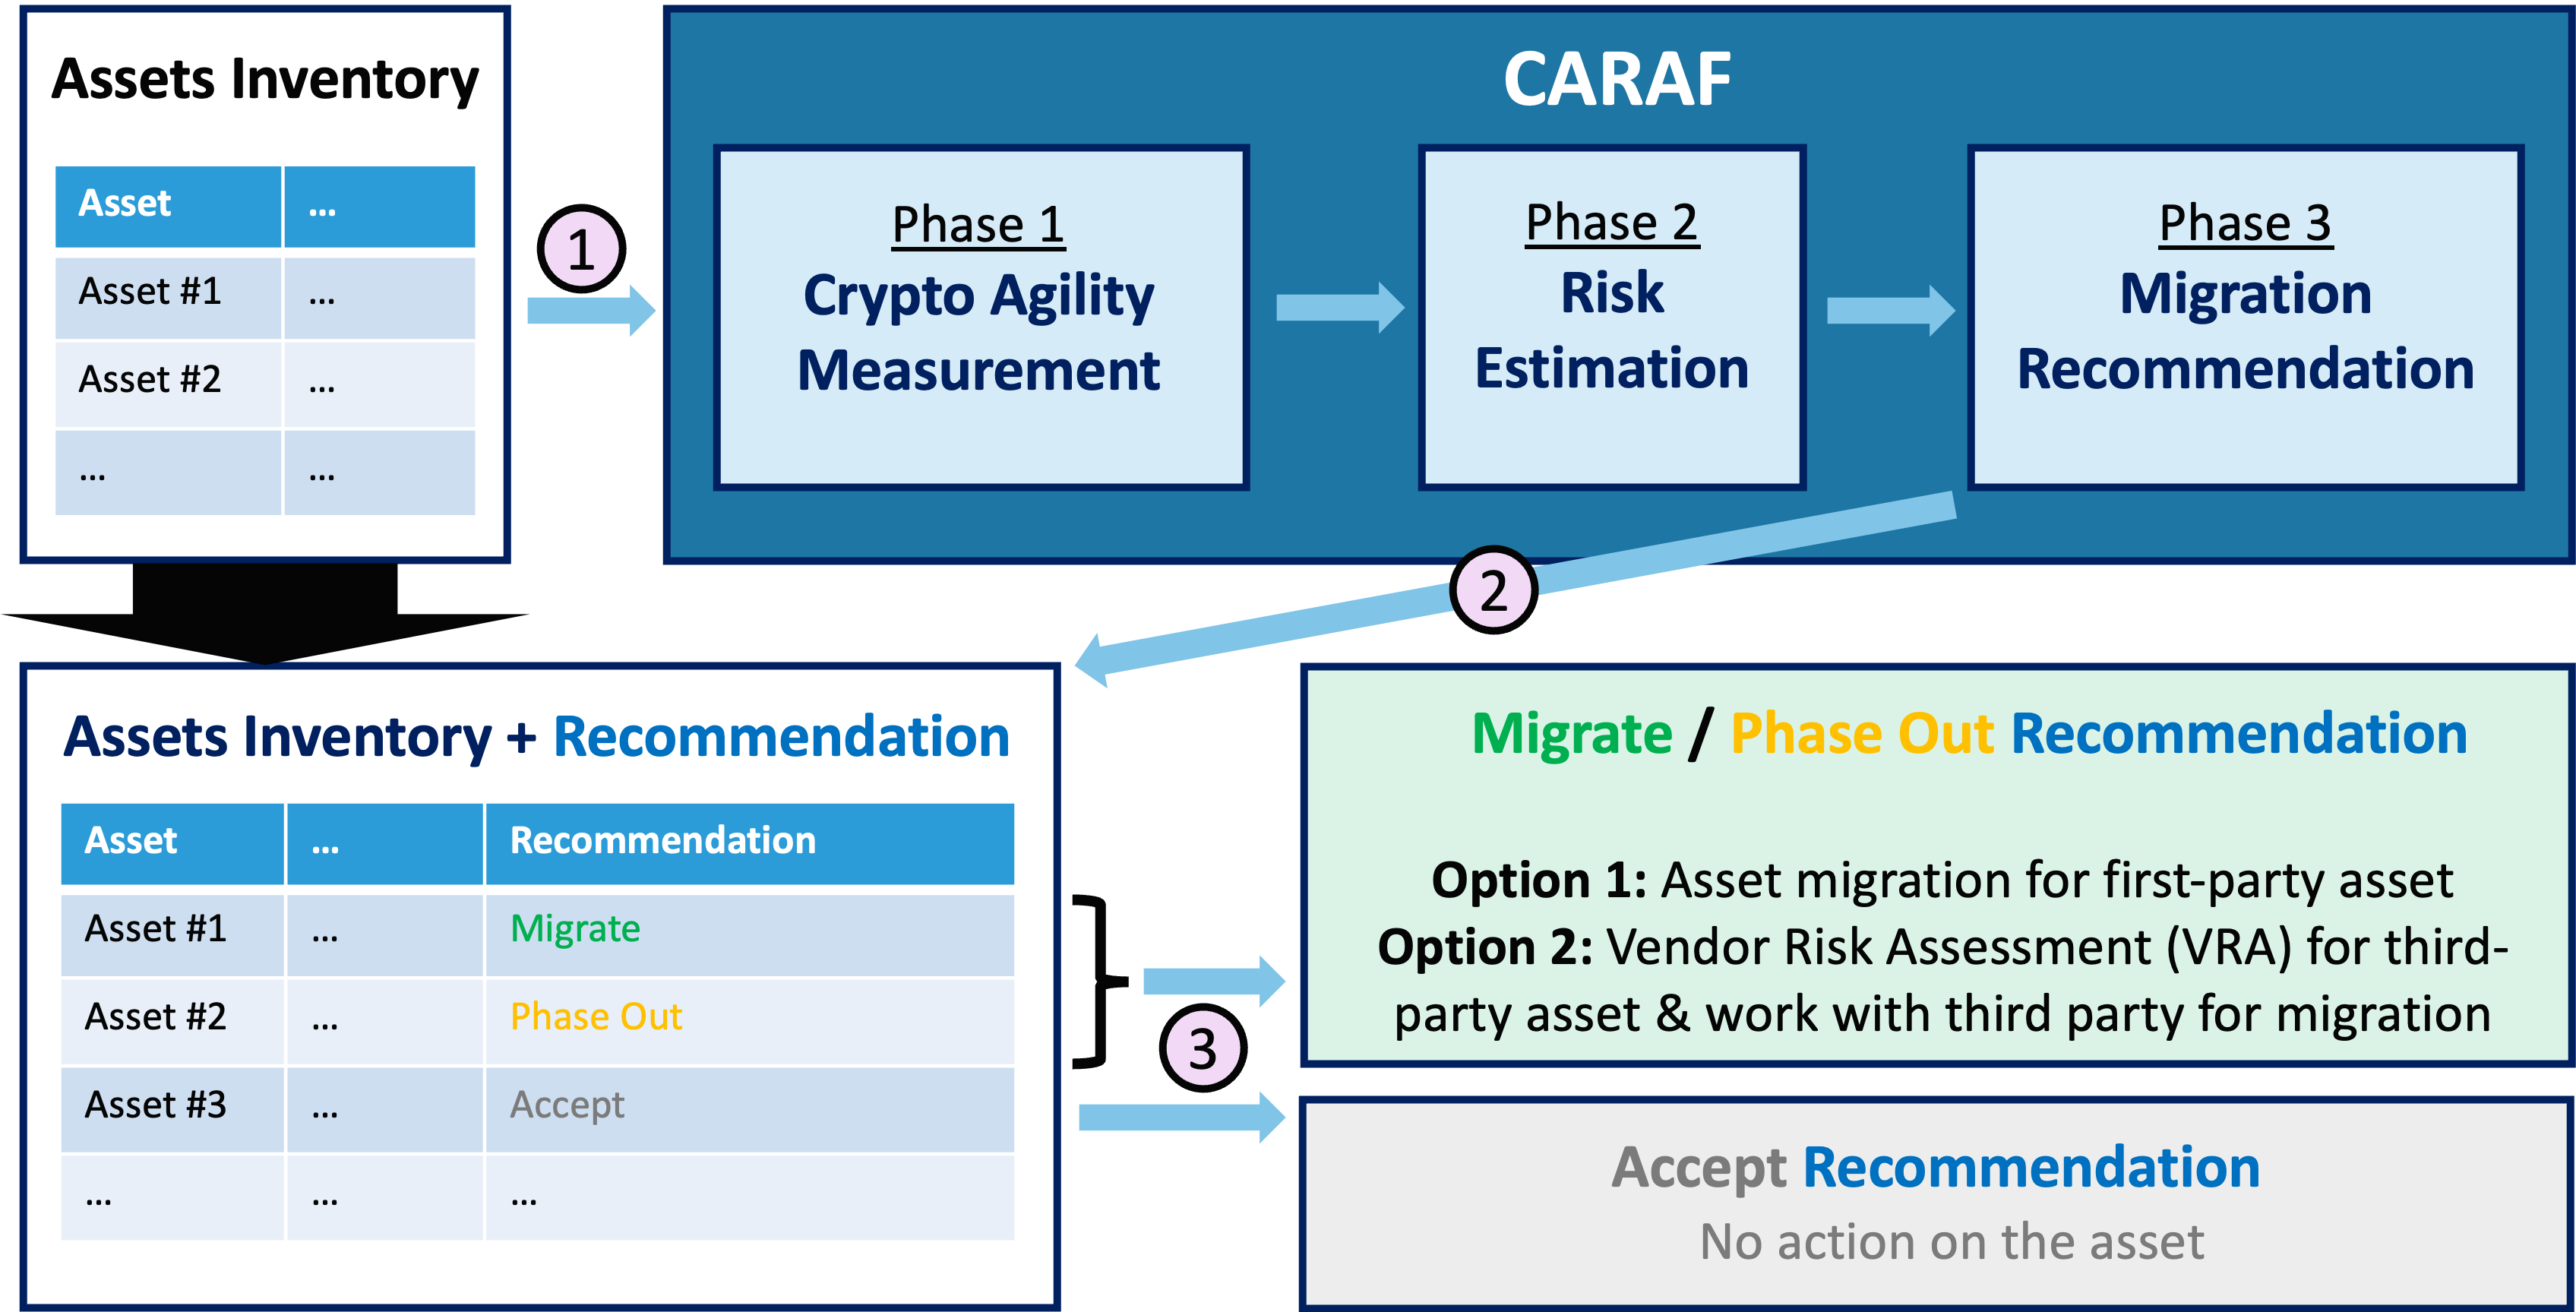 Assets Inventory
Asset ...
Asset #1 ...
Asset #2 ...
... ...
1
CARAF
Phase 1
Crypto Agility
Measurement
Phase 2
Risk
Estimation
Phase 3
Migration
Recommendation
2
Assets Inventory + Recommendation
Asset ... Recommendation
Asset #1 ... Migrate
Asset #2 ... Phase Out
Asset #3 ... Accept
... ... ...
3
Migrate / Phase Out Recommendation
Option 1: Asset migration for first-party asset
Option 2: Vendor Risk Assessment (VRA) for third-
party asset & work with third party for migration
Accept Recommendation
No action on the asset